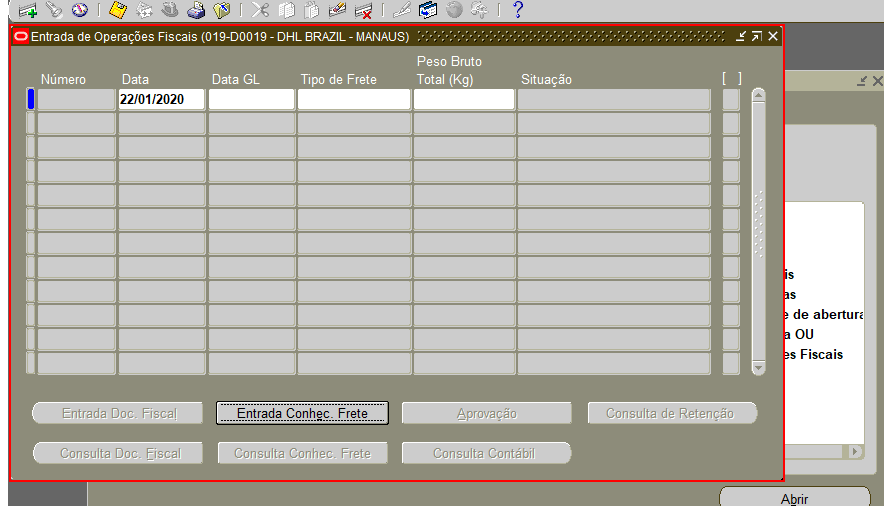 Entrada de Operações Fiscais (019-D0019 - DHL BRAZIL - MANAUS)
Número Data Data GL Tipo de Frete Peso Bruto Total (Kg) Situação [ ]
22/01/2020
Entrada Doc. Fiscal Entrada Conhec. Frete Aprovação Consulta de Retenção
Consulta Doc. Fiscal Consulta Conhec. Frete Consulta Contábil
is
as
e de abertura
a OU
es Fiscais
Abrir